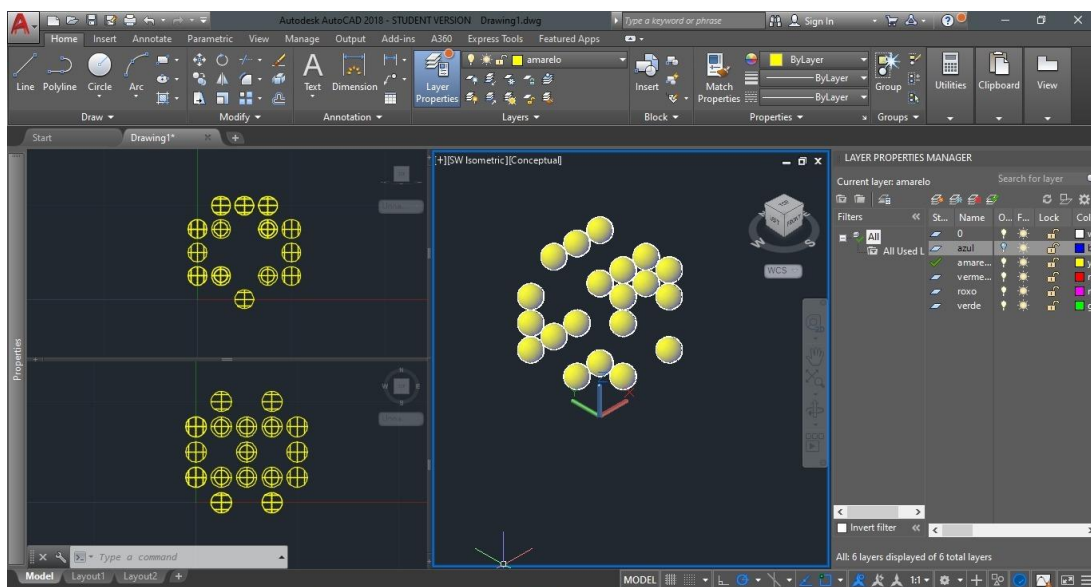 Autodesk AutoCAD 2018 - STUDENT VERSION Drawing1.dwg
Type a keyword or phrase
Sign In
Home Insert Annotate Parametric View Manage Output Add-ins A360 Express Tools Featured Apps
Line Polyline Circle Arc
Text Dimension
Layer Properties
amarelo
Insert
Match Properties
ByLayer
ByLayer
ByLayer
Group
Utilities Clipboard View
Draw Modify Annotation Layers Block Properties Groups
Start Drawing1* +
[+][SW Isometric][Conceptual]
TOP
LEFT FRONT
W S
WCS
Properties
LAYER PROPERTIES MANAGER
Current layer: amarelo
Search for layer
Filters
All
All Used L
St... Name O... F... Lock Col
0
azul
amare...
verme...
roxo
verde
Invert filter
All: 6 layers displayed of 6 total layers
Type a command
Model Layout1 Layout2 +
MODEL
1:1